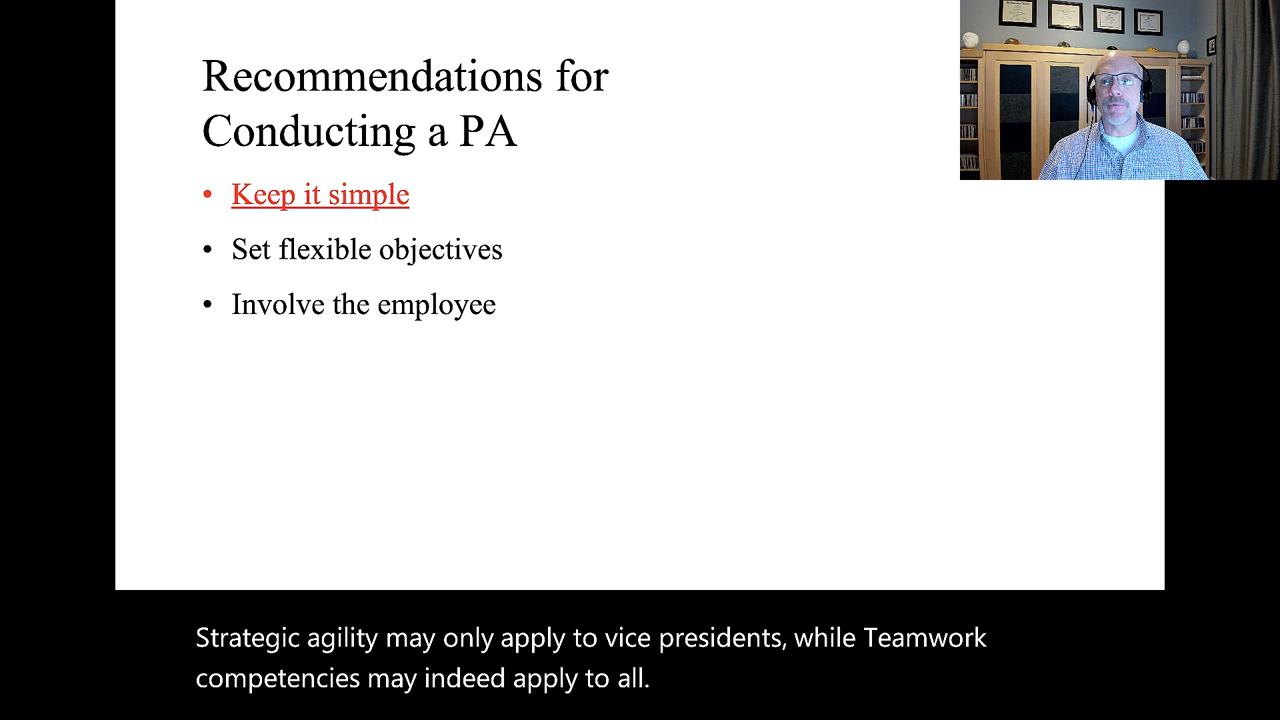 Recommendations for
Conducting a PA
• Keep it simple
• Set flexible objectives
• Involve the employee
Strategic agility may only apply to vice presidents, while Teamwork
competencies may indeed apply to all.